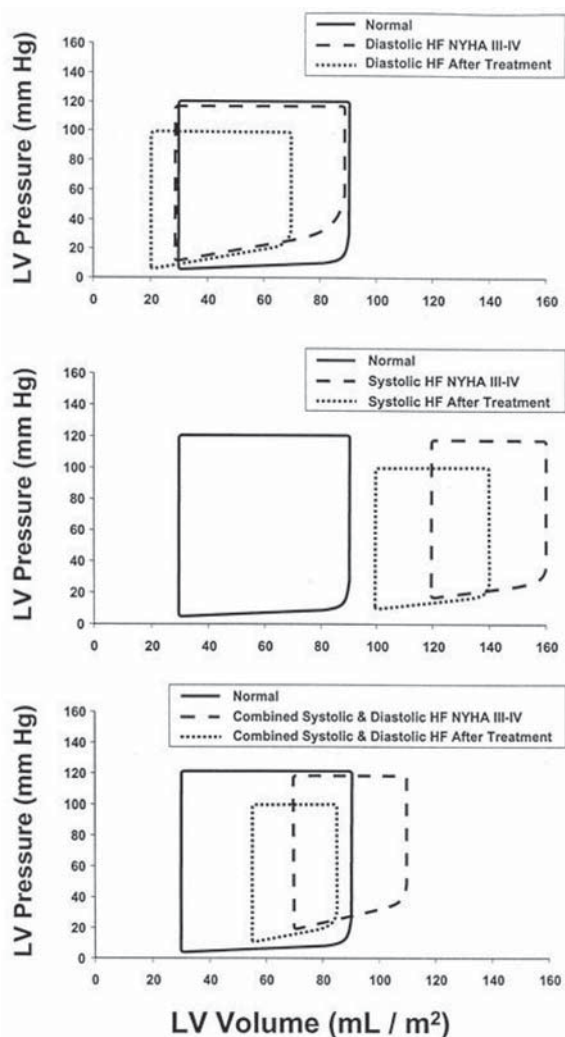 Normal
Diastolic HF NYHA III-IV
Diastolic HF After Treatment
LV Pressure (mm Hg)
160
140
120
100
80
60
40
20
0
0 20 40 60 80 100 120 140 160
Normal
Systolic HF NYHA III-IV
Systolic HF After Treatment
LV Pressure (mm Hg)
160
140
120
100
80
60
40
20
0
0 20 40 60 80 100 120 140 160
Normal
Combined Systolic & Diastolic HF NYHA III-IV
Combined Systolic & Diastolic HF After Treatment
LV Pressure (mm Hg)
160
140
120
100
80
60
40
20
0
0 20 40 60 80 100 120 140 160
LV Volume (mL / m²)